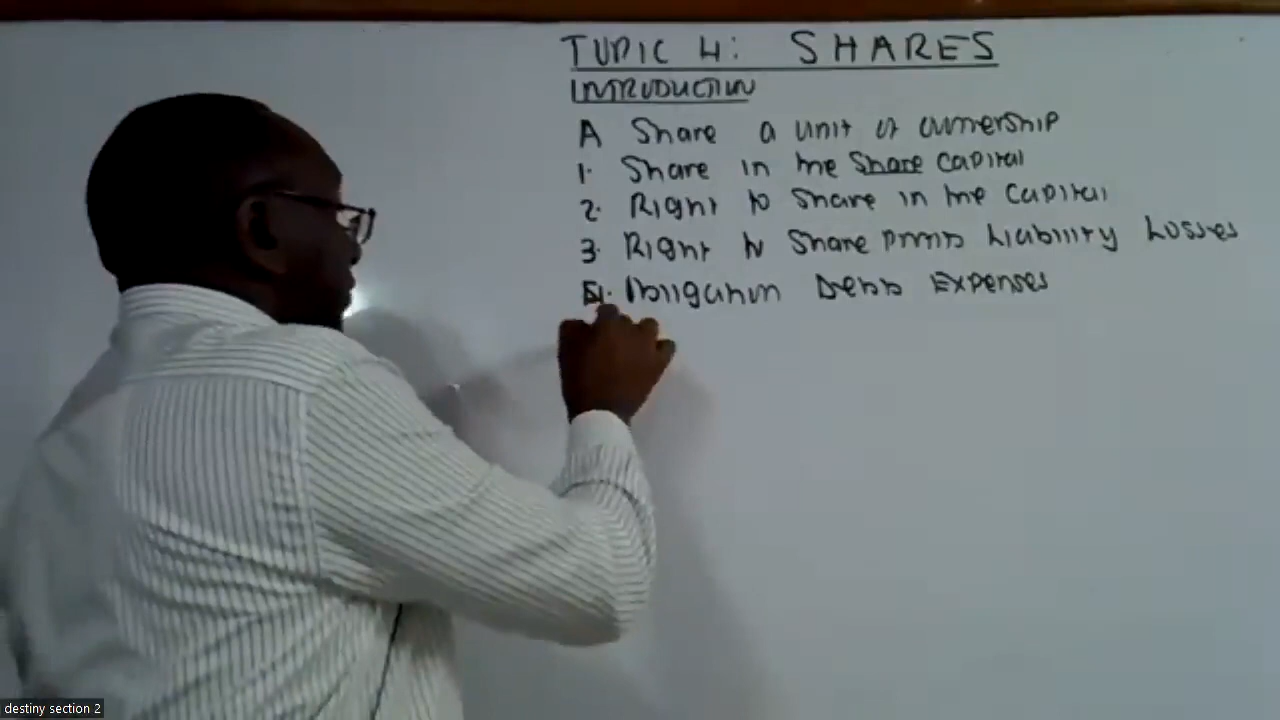 TOPIC 4: SHARES
INTRODUCTION
A Share a unit of ownership
1. Share in the Share Capital
2. Right to Share in the Capital
3. Right to Share profits Liability Losses
Obligation Debts Expenses
destiny section 2